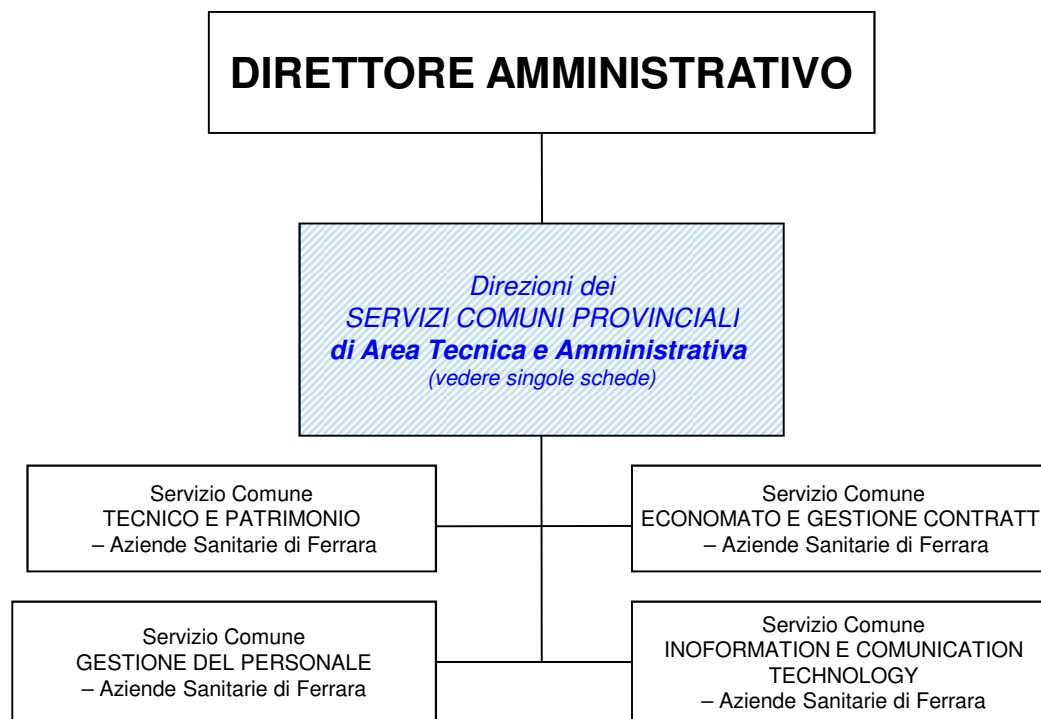 DIRETTORE AMMINISTRATIVO
Direzioni dei
SERVIZI COMUNI PROVINCIALI
di Area Tecnica e Amministrativa
(vedere singole schede)
Servizio Comune
TECNICO E PATRIMONIO
– Aziende Sanitarie di Ferrara
Servizio Comune
ECONOMATO E GESTIONE CONTRATT
– Aziende Sanitarie di Ferrara
Servizio Comune
GESTIONE DEL PERSONALE
– Aziende Sanitarie di Ferrara
Servizio Comune
INOFORMATION E COMUNICATION
TECHNOLOGY
– Aziende Sanitarie di Ferrara